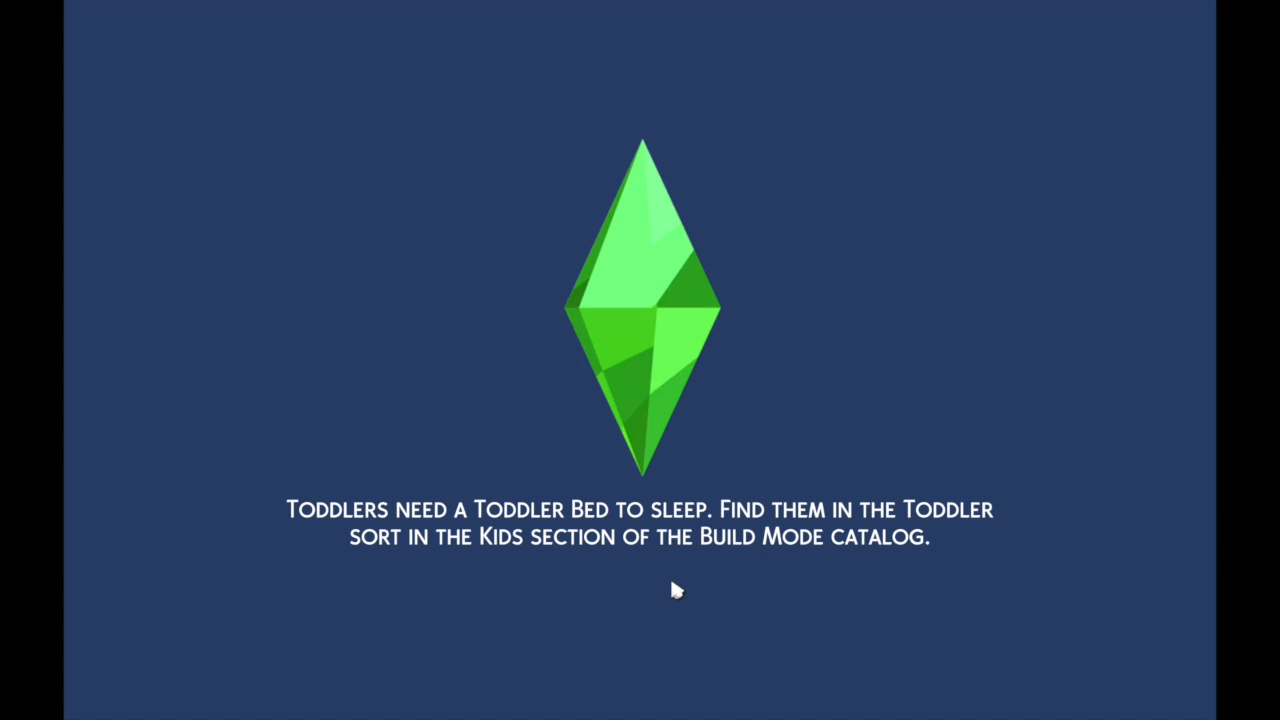 Toddlers need a Toddler Bed to sleep. Find them in the Toddler
sort in the Kids section of the Build Mode catalog.